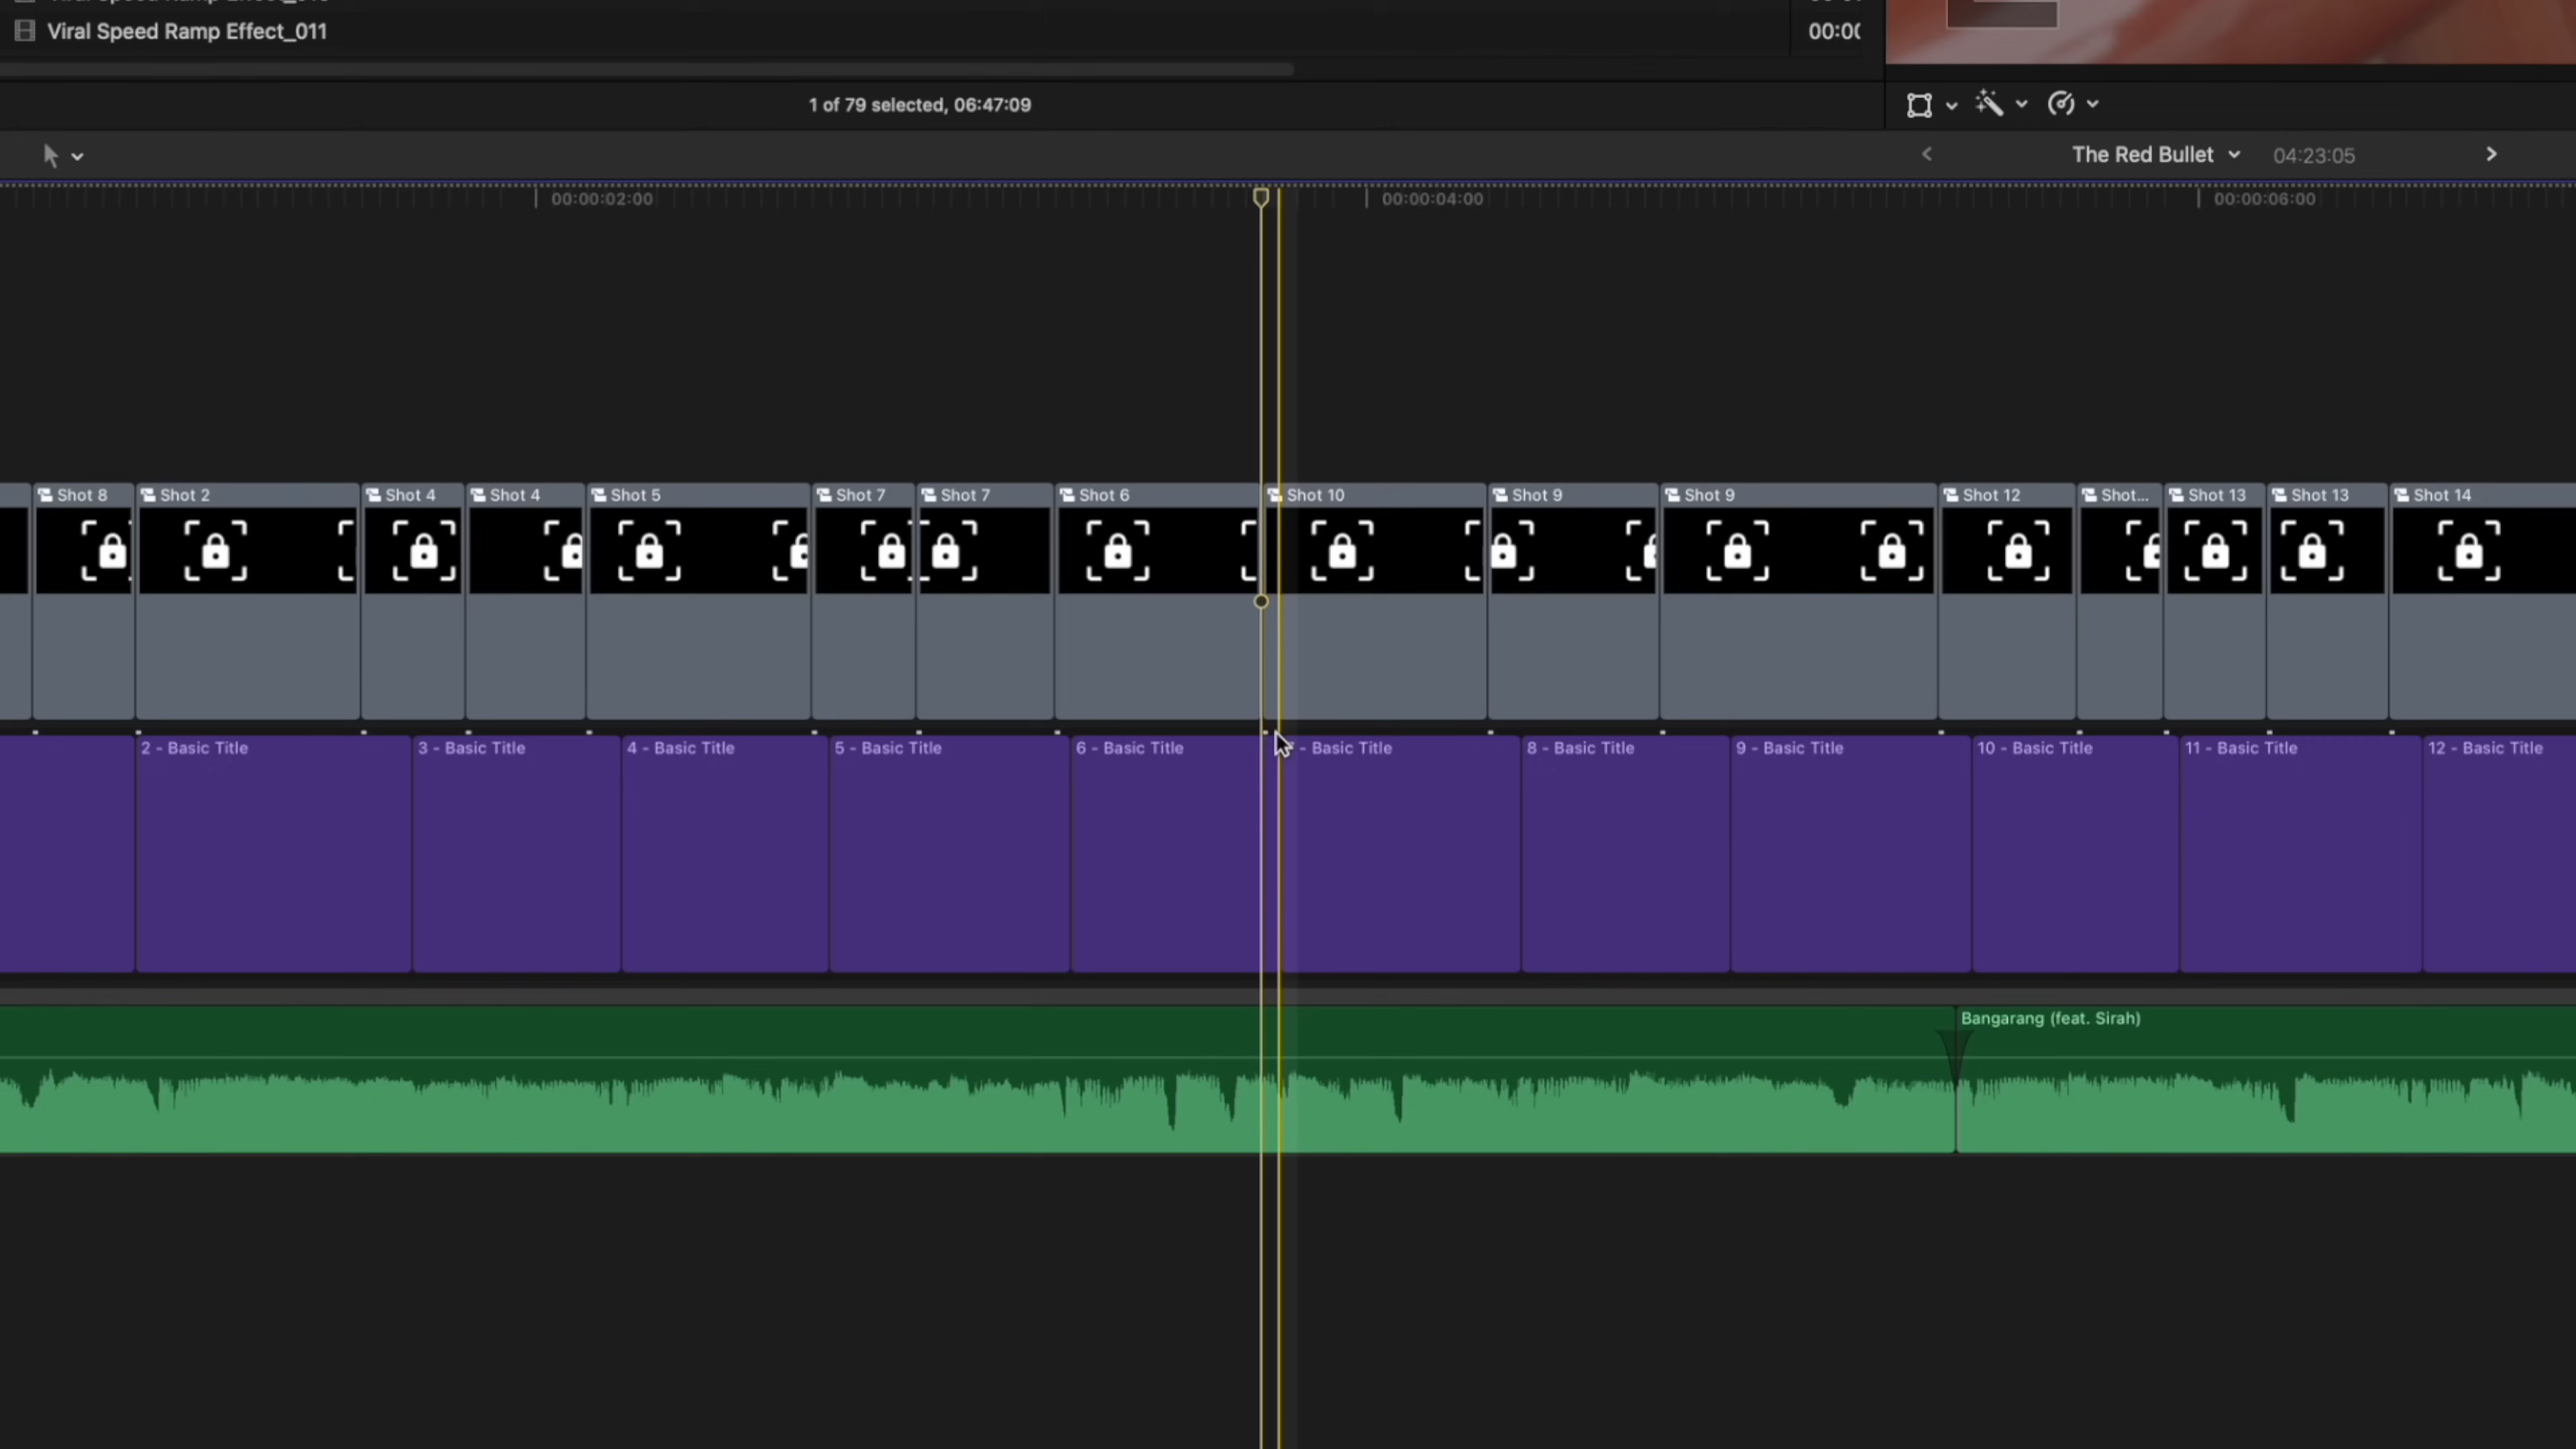 Viral Speed Ramp Effect_011
00:00
1 of 79 selected, 06:47:09
The Red Bullet 04:23:05
00:00:02:00 00:00:04:00 00:00:06:00
Shot 8 Shot 2 Shot 4 Shot 4 Shot 5 Shot 7 Shot 7 Shot 6 Shot 10 Shot 9 Shot 9 Shot 12 Shot... Shot 13 Shot 13 Shot 14
2 - Basic Title 3 - Basic Title 4 - Basic Title 5 - Basic Title 6 - Basic Title - Basic Title 8 - Basic Title 9 - Basic Title 10 - Basic Title 11 - Basic Title 12 - Basic Title
Bangarang (feat. Sirah)